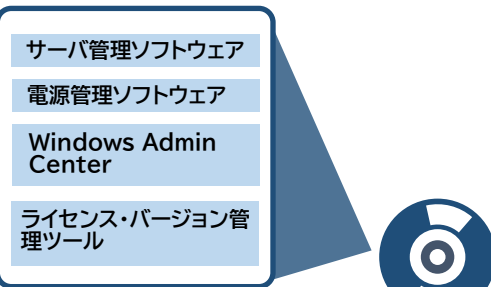 サーバ管理ソフトウェア
電源管理ソフトウェア
Windows Admin
Center
ライセンス・バージョン管
理ツール